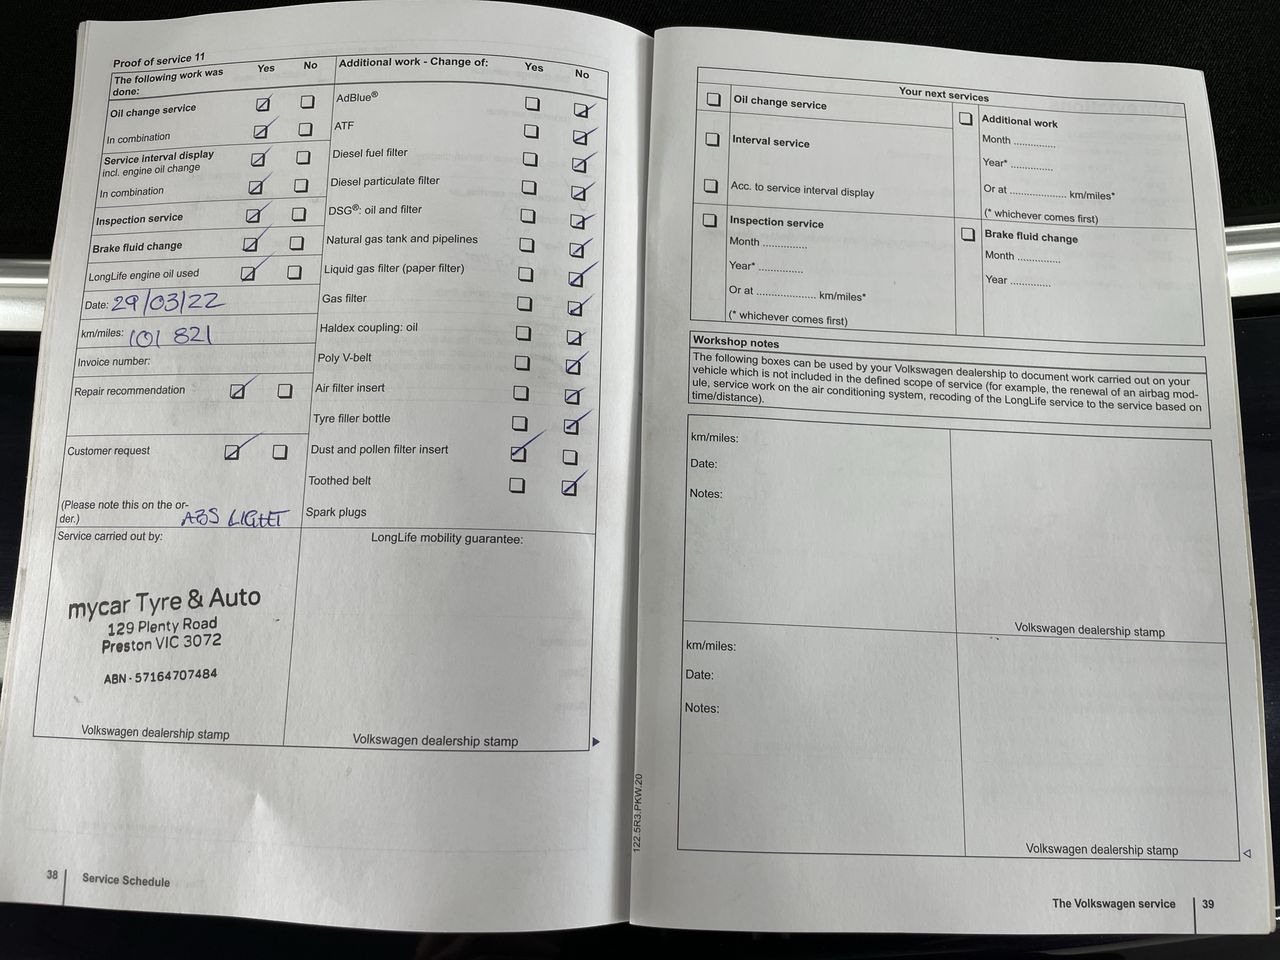 Proof of service 11
The following work was done: Yes No
Oil change service
In combination
Service interval display
incl. engine oil change
In combination
Inspection service
Brake fluid change
LongLife engine oil used
Date: 29/03/22
km/miles: 101 821
Invoice number:
Repair recommendation
Customer request
(Please note this on the or-
der.) ABS LIGHT
Service carried out by:
mycar Tyre & Auto
129 Plenty Road
Preston VIC 3072
ABN - 57164707484
Volkswagen dealership stamp
Additional work - Change of: Yes No
AdBlue®
ATF
Diesel fuel filter
Diesel particulate filter
DSG®: oil and filter
Natural gas tank and pipelines
Liquid gas filter (paper filter)
Gas filter
Haldex coupling: oil
Poly V-belt
Air filter insert
Tyre filler bottle
Dust and pollen filter insert
Toothed belt
Spark plugs
LongLife mobility guarantee:
Volkswagen dealership stamp
38 Service Schedule
Your next services
Oil change service
Interval service
Acc. to service interval display
Inspection service
Month ..............
Year* ..............
Or at ................... km/miles*
(* whichever comes first)
Additional work
Month .............
Year* .............
Or at .................. km/miles*
(* whichever comes first)
Brake fluid change
Month .............
Year .............
Workshop notes
The following boxes can be used by your Volkswagen dealership to document work carried out on your
vehicle which is not included in the defined scope of service (for example, the renewal of an airbag mod-
ule, service work on the air conditioning system, recoding of the LongLife service to the service based on
time/distance).
km/miles:
Date:
Notes:
Volkswagen dealership stamp
km/miles:
Date:
Notes:
Volkswagen dealership stamp
122.5R3.PKW.20
The Volkswagen service 39